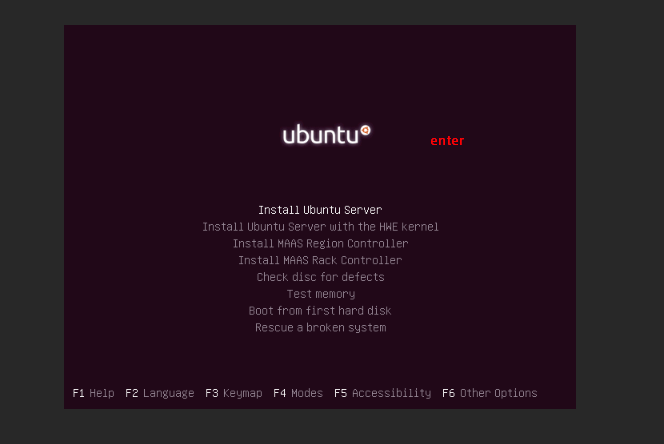 ubuntu
enter
Install Ubuntu Server
Install Ubuntu Server with the HWE kernel
Install MAAS Region Controller
Install MAAS Rack Controller
Check disc for defects
Test memory
Boot from first hard disk
Rescue a broken system
F1 Help F2 Language F3 Keymap F4 Modes F5 Accessibility F6 Other Options